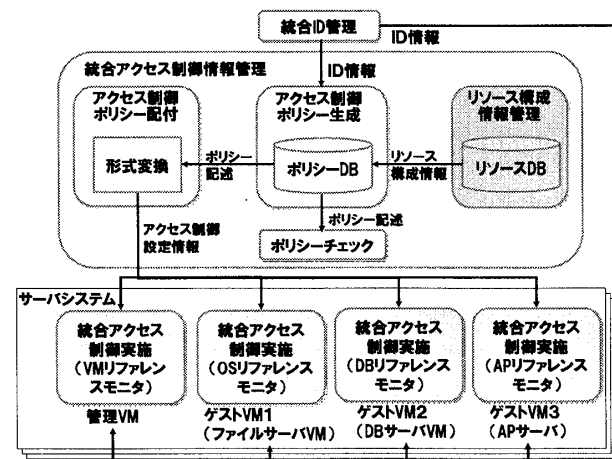 統合ID管理
ID情報
統合アクセス制御情報管理
ID情報
アクセス制御
ポリシー配付
アクセス制御
ポリシー生成
リソース構成
情報管理
形式変換
ポリシー
記述
ポリシーDB
リソース
構成情報
リソースDB
アクセス制御
設定情報
ポリシー記述
ポリシーチェック
サーバシステム
統合アクセス
制御実施
(VMリファレン
スモニタ)
統合アクセス
制御実施
(OSリファレンス
モニタ)
統合アクセス
制御実施
(DBリファレンス
モニタ)
統合アクセス
制御実施
(APリファレンス
モニタ)
管理VM
ゲストVM1
(ファイルサーバVM)
ゲストVM2
(DBサーバVM)
ゲストVM3
(APサーバ)